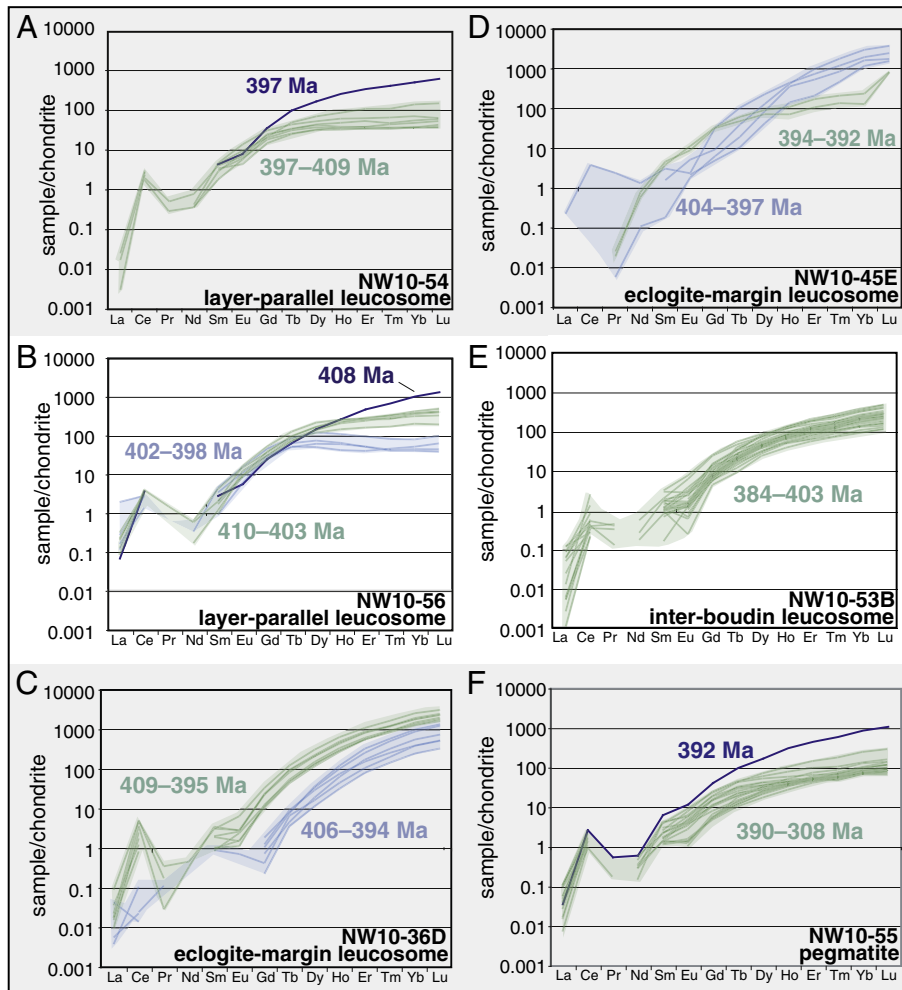 A
10000
1000
100
10
1
0.1
0.01
0.001
sample/chondrite
397 Ma
397–409 Ma
NW10-54
layer-parallel leucosome
La Ce Pr Nd Sm Eu Gd Tb Dy Ho Er Tm Yb Lu
B
10000
1000
100
10
1
0.1
0.01
0.001
sample/chondrite
408 Ma
402–398 Ma
410–403 Ma
NW10-56
layer-parallel leucosome
La Ce Pr Nd Sm Eu Gd Tb Dy Ho Er Tm Yb Lu
C
10000
1000
100
10
1
0.1
0.01
0.001
sample/chondrite
409–395 Ma
406–394 Ma
NW10-36D
eclogite-margin leucosome
La Ce Pr Nd Sm Eu Gd Tb Dy Ho Er Tm Yb Lu
D
10000
1000
100
10
1
0.1
0.01
0.001
sample/chondrite
394–392 Ma
404–397 Ma
NW10-45E
eclogite-margin leucosome
La Ce Pr Nd Sm Eu Gd Tb Dy Ho Er Tm Yb Lu
E
10000
1000
100
10
1
0.1
0.01
0.001
sample/chondrite
384–403 Ma
NW10-53B
inter-boudin leucosome
La Ce Pr Nd Sm Eu Gd Tb Dy Ho Er Tm Yb Lu
F
10000
1000
100
10
1
0.1
0.01
0.001
sample/chondrite
392 Ma
390–308 Ma
NW10-55
pegmatite
La Ce Pr Nd Sm Eu Gd Tb Dy Ho Er Tm Yb Lu